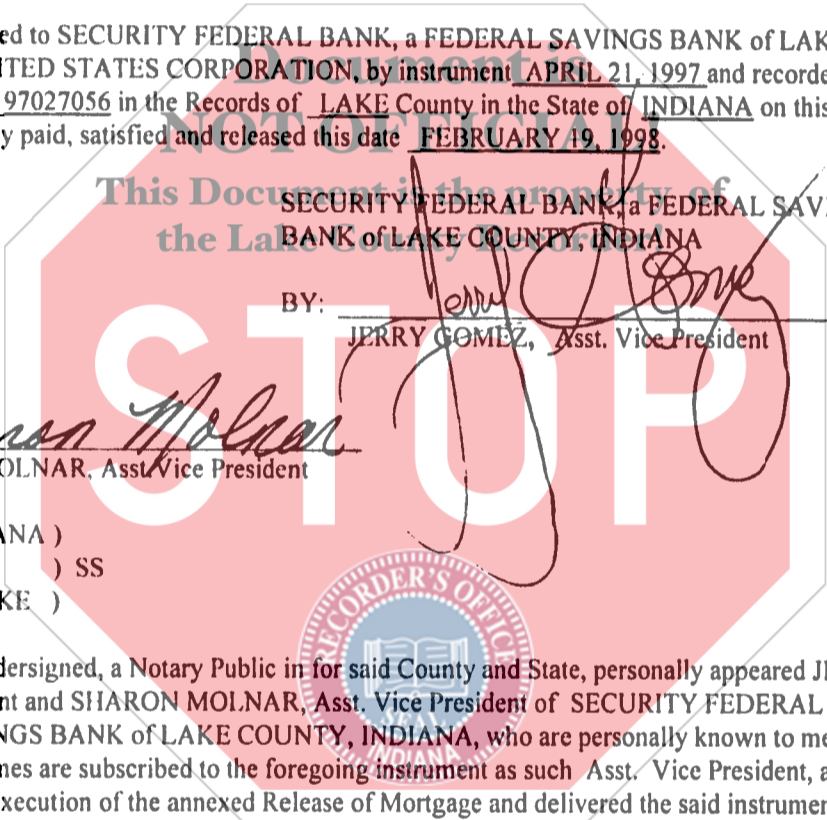 ed to SECURITY FEDERAL BANK, a FEDERAL SAVINGS BANK of LAK
Document is
ITED STATES CORPORATION, by instrument APRIL 21, 1997 and recorde
97027056 in the Records of LAKE County in the State of INDIANA on this
NOT OFFICIAL
y paid, satisfied and released this date FEBRUARY 19, 1998.
This Document is the property of
SECURITY FEDERAL BANK, a FEDERAL SAV
the Lake County Recorder!
BANK of LAKE COUNTY, INDIANA
BY: Jerry Gomez
JERRY GOMEZ, Asst. Vice President
STOP
ron Molnar
OLNAR, Asst Vice President
ANA )
) SS
KE )
RECORDER'S OFFICE
SEAL
INDIANA
dersigned, a Notary Public in for said County and State, personally appeared JE
nt and SHARON MOLNAR, Asst. Vice President of SECURITY FEDERAL
NGS BANK of LAKE COUNTY, INDIANA, who are personally known to me
nes are subscribed to the foregoing instrument as such Asst. Vice President, a
xecution of the annexed Release of Mortgage and delivered the said instrumen